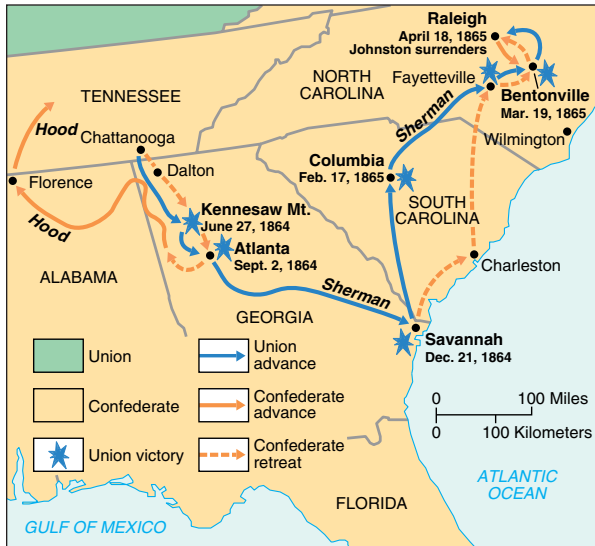 Raleigh
April 18, 1865
Johnston surrenders
NORTH
CAROLINA
Fayetteville
TENNESSEE
Hood
Bentonville
Mar. 19, 1865
Sherman
Chattanooga
Wilmington
Dalton
Columbia
Feb. 17, 1865
Florence
SOUTH
CAROLINA
Kennesaw Mt.
June 27, 1864
Hood
Atlanta
Sept. 2, 1864
Charleston
ALABAMA
Sherman
GEORGIA
Savannah
Dec. 21, 1864
Union
Union
advance
Confederate
Confederate
advance
Union victory
Confederate
retreat
0 100 Miles
0 100 Kilometers
ATLANTIC
OCEAN
FLORIDA
GULF OF MEXICO